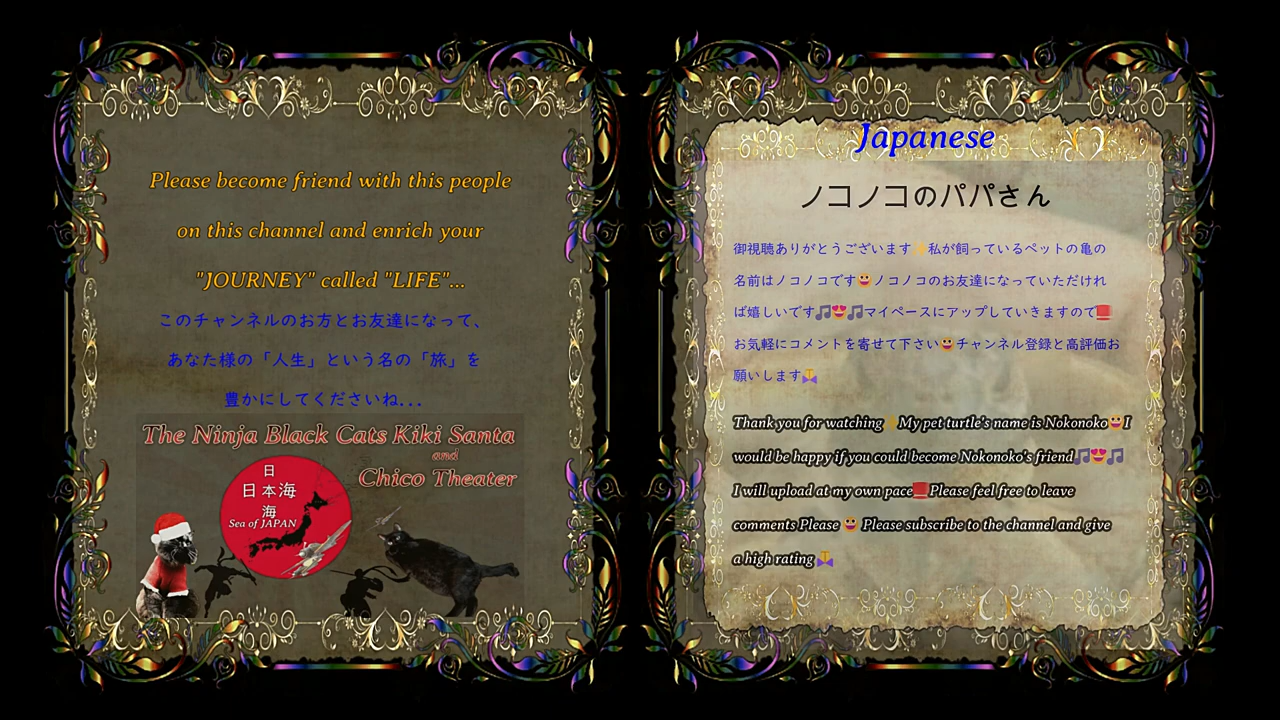 Please become friend with this people
on this channel and enrich your
"JOURNEY" called "LIFE"...
このチャンネルのお方とお友達になって、
あなた様の「人生」という名の「旅」を
豊かにしてくださいね...
The Ninja Black Cats Kiki Santa
and
Chico Theater
日
日本海
海
Sea of JAPAN
Japanese
ノコノコのパパさん
御視聴ありがとうございます✨私が飼っているペットの亀の
名前はノコノコです😀ノコノコのお友達になっていただけれ
ば嬉しいです🎵😍🎵マイペースにアップしていきますので📕
お気軽にコメントを寄せて下さい😀チャンネル登録と高評価お
願いします🙇
Thank you for watching✨My pet turtle's name is Nokonoko😀I
would be happy if you could become Nokonoko's friend🎵😍🎵
I will upload at my own pace📕Please feel free to leave
comments Please 😀 Please subscribe to the channel and give
a high rating 🙇